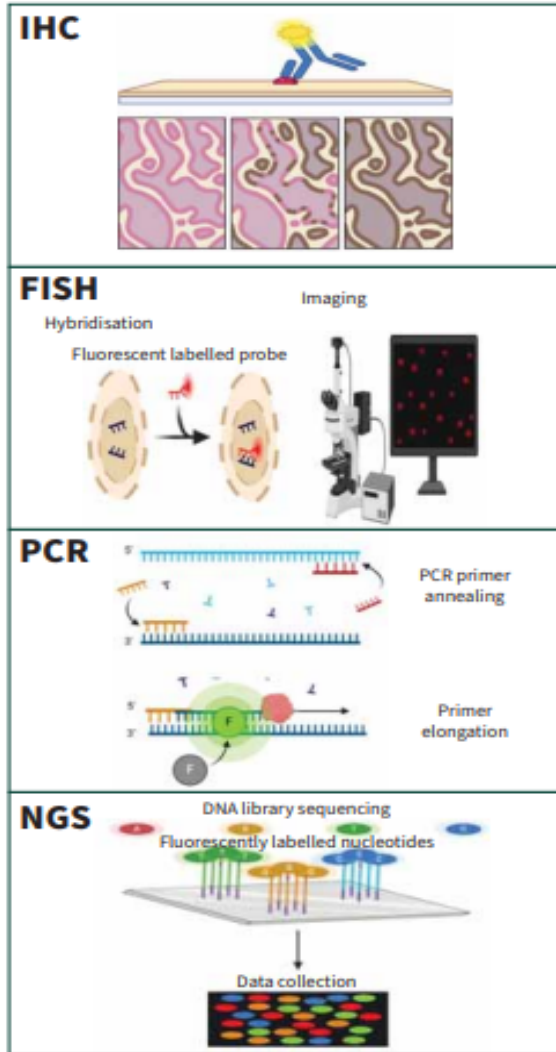 IHC
FISH
Imaging
Hybridisation
Fluorescent labelled probe
PCR
5'
PCR primer
annealing
3'
5'
Primer
elongation
3'
F
F
NGS
DNA library sequencing
Fluorescently labelled nucleotides
Data collection